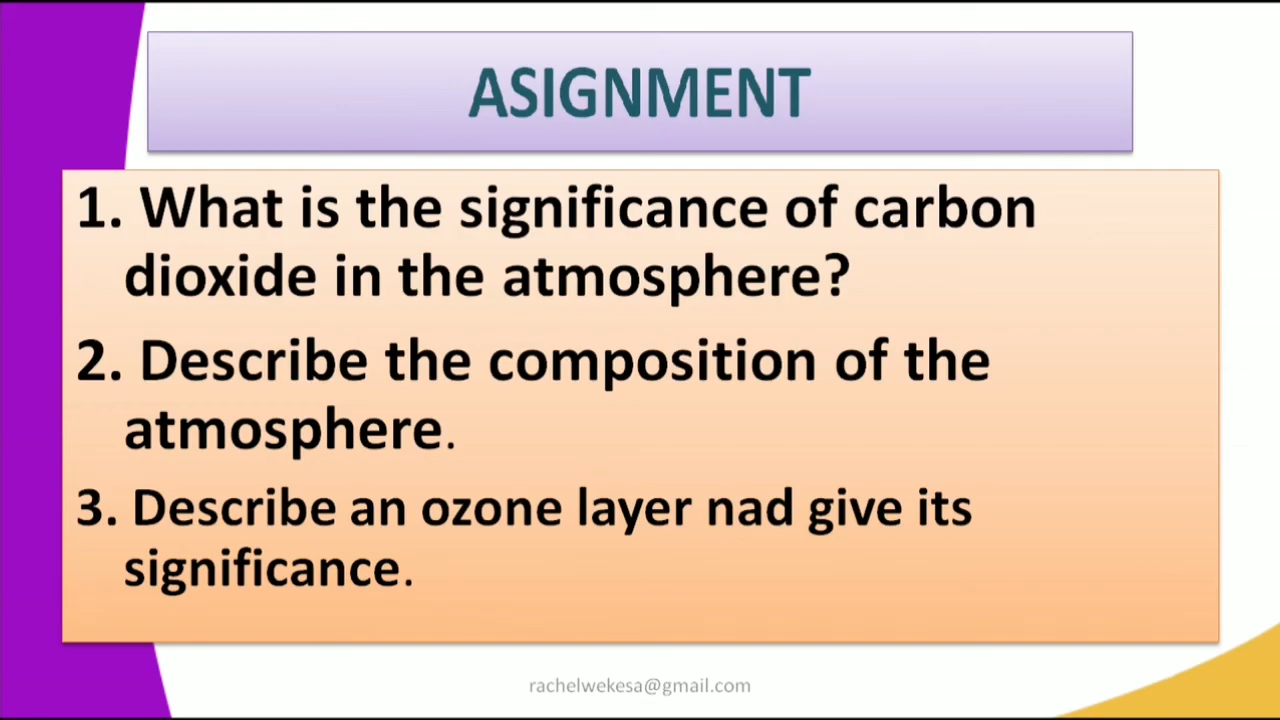 ASIGNMENT
1. What is the significance of carbon
dioxide in the atmosphere?
2. Describe the composition of the
atmosphere.
3. Describe an ozone layer nad give its
significance.
rachelwekesa@gmail.com